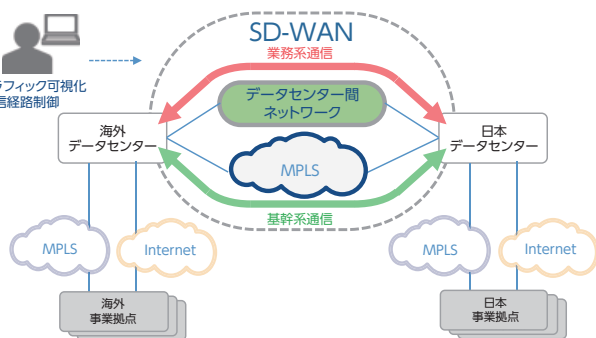 SD-WAN
業務系通信
ラフィック可視化
信経路制御
データセンター間
ネットワーク
海外
データセンター
日本
データセンター
MPLS
基幹系通信
MPLS
Internet
MPLS
Internet
海外
事業拠点
日本
事業拠点